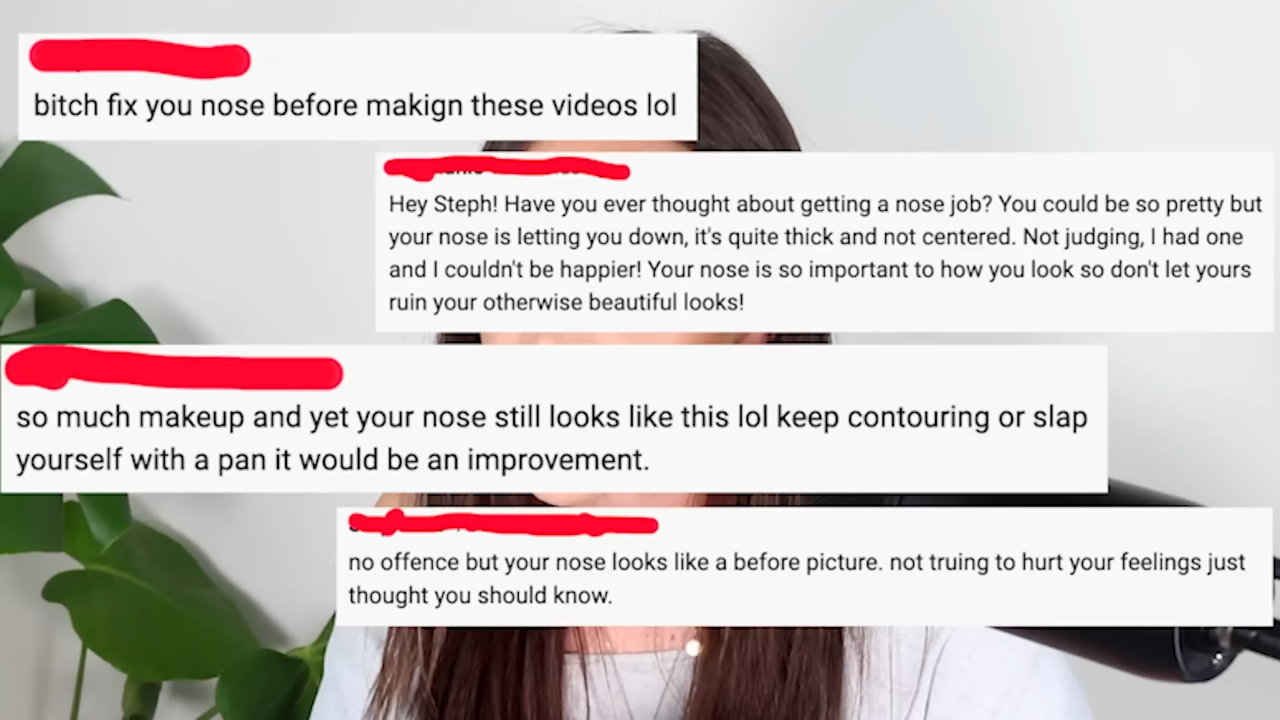 bitch fix you nose before makign these videos lol
Hey Steph! Have you ever thought about getting a nose job? You could be so pretty but
your nose is letting you down, it's quite thick and not centered. Not judging, I had one
and I couldn't be happier! Your nose is so important to how you look so don't let yours
ruin your otherwise beautiful looks!
so much makeup and yet your nose still looks like this lol keep contouring or slap
yourself with a pan it would be an improvement.
no offence but your nose looks like a before picture. not truing to hurt your feelings just
thought you should know.